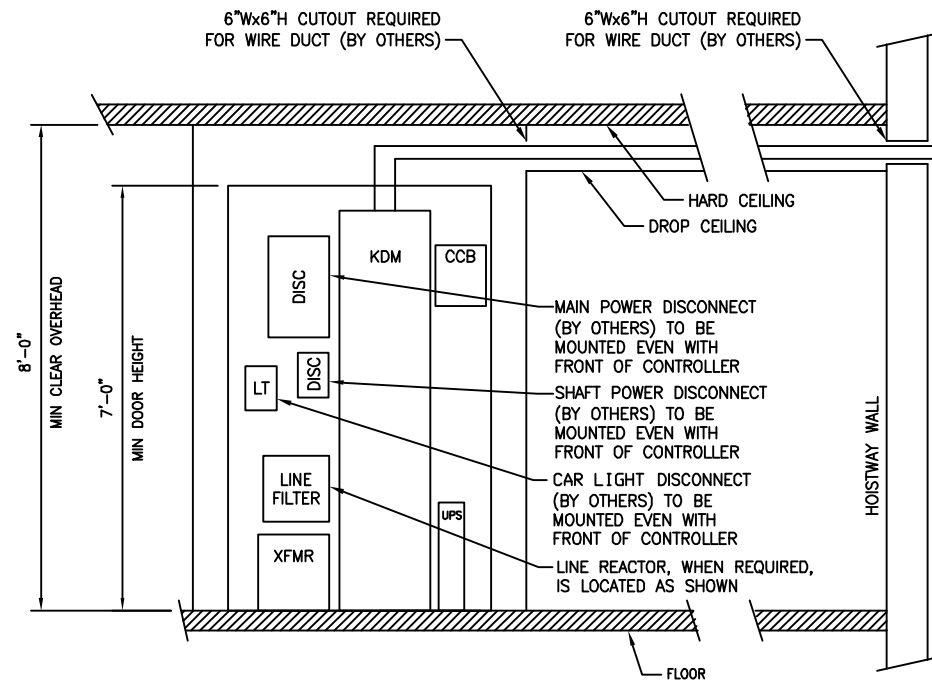 6"Wx6"H CUTOUT REQUIRED
FOR WIRE DUCT (BY OTHERS)
6"Wx6"H CUTOUT REQUIRED
FOR WIRE DUCT (BY OTHERS)
HARD CEILING
DROP CEILING
8'-0"
MIN CLEAR OVERHEAD
7'-0"
MIN DOOR HEIGHT
DISC
KDM
CCB
LT
DISC
LINE
FILTER
XFMR
UPS
MAIN POWER DISCONNECT
(BY OTHERS) TO BE
MOUNTED EVEN WITH
FRONT OF CONTROLLER
SHAFT POWER DISCONNECT
(BY OTHERS) TO BE
MOUNTED EVEN WITH
FRONT OF CONTROLLER
CAR LIGHT DISCONNECT
(BY OTHERS) TO BE
MOUNTED EVEN WITH
FRONT OF CONTROLLER
LINE REACTOR, WHEN REQUIRED,
IS LOCATED AS SHOWN
HOISTWAY WALL
FLOOR